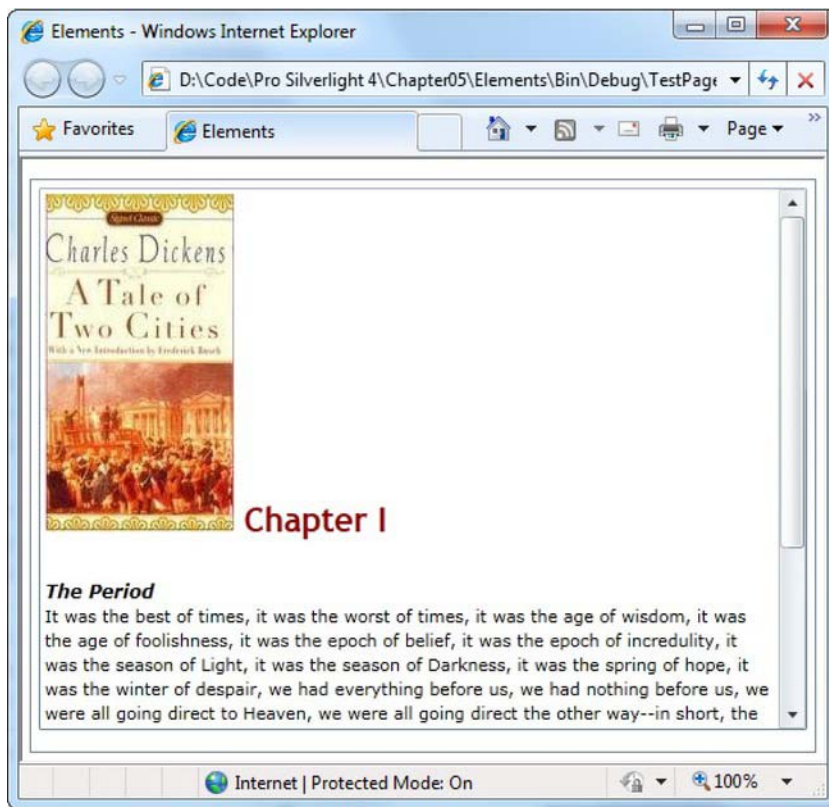 Elements - Windows Internet Explorer
D:\Code\Pro Silverlight 4\Chapter05\Elements\Bin\Debug\TestPage
Favorites
Elements
Page
Signet Classic
Charles Dickens
A Tale of
Two Cities
With a New Introduction by Frederick Busch
Chapter I
The Period
It was the best of times, it was the worst of times, it was the age of wisdom, it was
the age of foolishness, it was the epoch of belief, it was the epoch of incredulity, it
was the season of Light, it was the season of Darkness, it was the spring of hope, it
was the winter of despair, we had everything before us, we had nothing before us, we
were all going direct to Heaven, we were all going direct the other way--in short, the
Internet | Protected Mode: On
100%